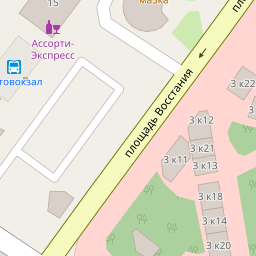 15
мазка
Ассорти-
Экспресс
товокзал
площадь Восстания
3 к22
3 к12
3 к21
3 к11
3 к13
3 к18
3 к14
3 к20